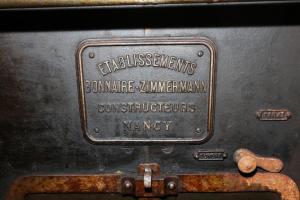 ETABLISSEMENTS
BONNAIRE & ZIMMERMANN
CONSTRUCTEURS
NANCY